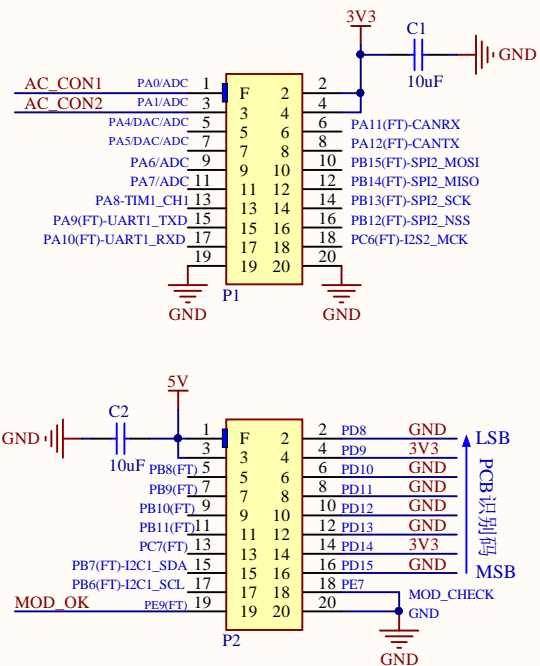 3V3
C1
GND
10uF
AC_CON1 PA0/ADC 1 F 2 2
AC_CON2 PA1/ADC 3 3 4 4
PA4/DAC/ADC 5 5 6 6 PA11(FT)-CANRX
PA5/DAC/ADC 7 7 8 8 PA12(FT)-CANTX
PA6/ADC 9 9 10 10 PB15(FT)-SPI2_MOSI
PA7/ADC 11 11 12 12 PB14(FT)-SPI2_MISO
PA8-TIM1_CH1 13 13 14 14 PB13(FT)-SPI2_SCK
PA9(FT)-UART1_TXD 15 15 16 16 PB12(FT)-SPI2_NSS
PA10(FT)-UART1_RXD 17 17 18 18 PC6(FT)-I2S2_MCK
19 19 20 20
P1
GND GND
5V
C2
GND
10uF
1 F 2 2 PD8 GND LSB
3 3 4 4 PD9 3V3
PB8(FT) 5 5 6 6 PD10 GND
PB9(FT) 7 7 8 8 PD11 GND
PB10(FT) 9 9 10 10 PD12 GND
PB11(FT) 11 11 12 12 PD13 GND
PC7(FT) 13 13 14 14 PD14 3V3
PB7(FT)-I2C1_SDA 15 15 16 16 PD15 GND MSB
PCB识别码
PB6(FT)-I2C1_SCL 17 17 18 18 PE7 MOD_CHECK
MOD_OK PE9(FT) 19 19 20 20 GND
P2
GND